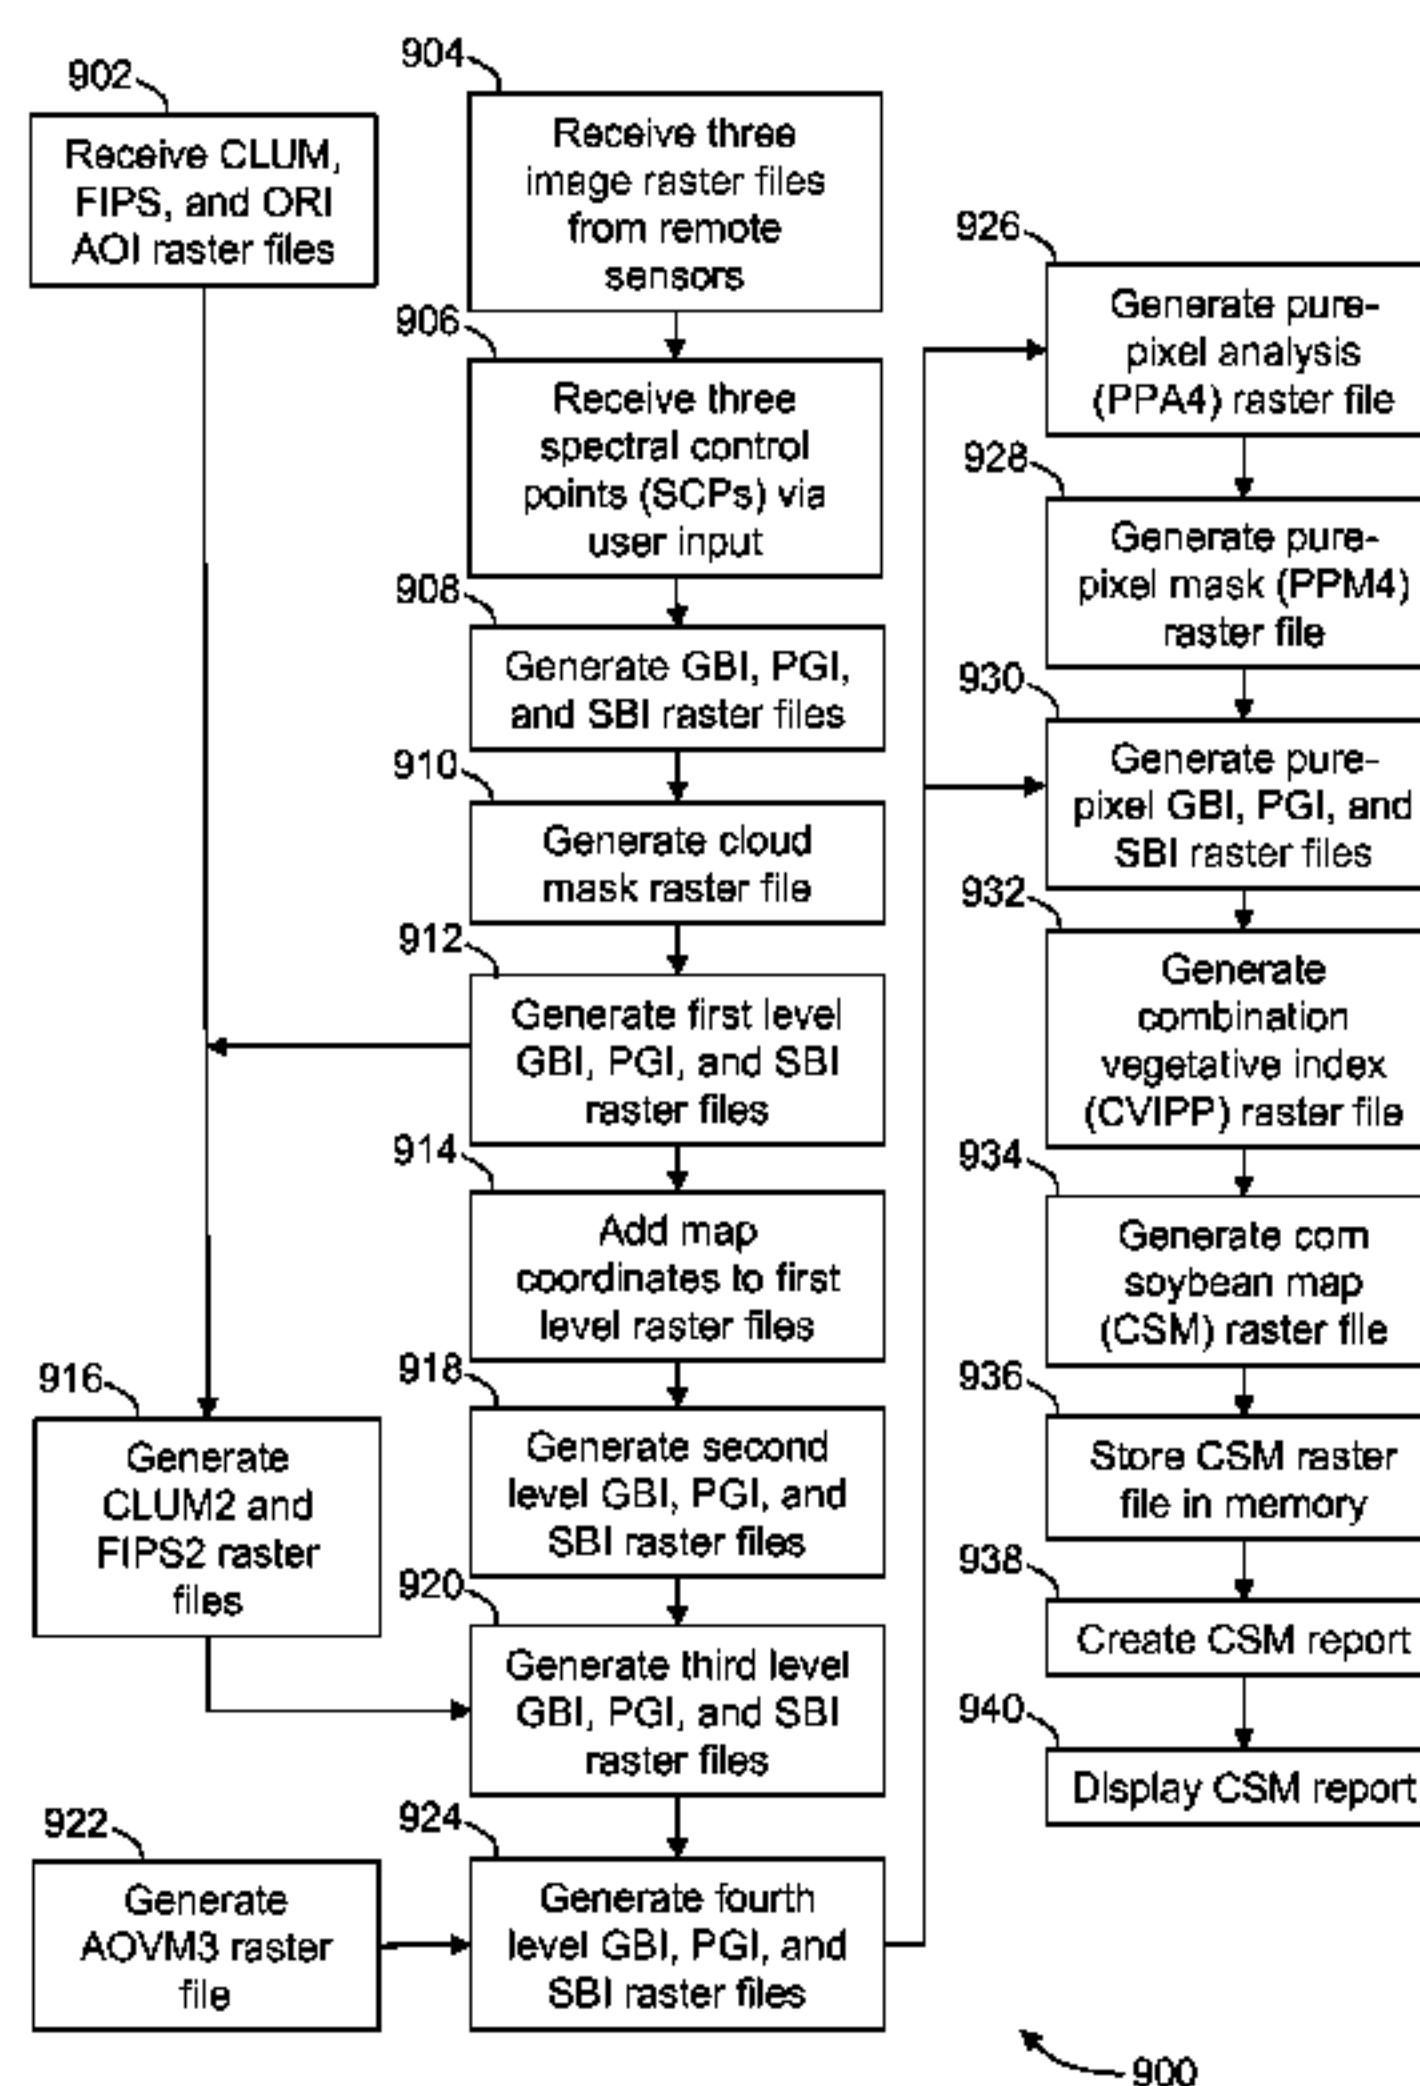 902
Receive CLUM,
FIPS, and ORI
AOI raster files
904
Receive three
image raster files
from remote
sensors
906
Receive three
spectral control
points (SCPs) via
user input
908
Generate GBI, PGI,
and SBI raster files
910
Generate cloud
mask raster file
912
Generate first level
GBI, PGI, and SBI
raster files
914
Add map
coordinates to first
level raster files
916
Generate
CLUM2 and
FIPS2 raster
files
918
Generate second
level GBI, PGI, and
SBI raster files
920
Generate third level
GBI, PGI, and SBI
raster files
922
Generate
AOVM3 raster
file
924
Generate fourth
level GBI, PGI, and
SBI raster files
926
Generate pure-
pixel analysis
(PPA4) raster file
928
Generate pure-
pixel mask (PPM4)
raster file
930
Generate pure-
pixel GBI, PGI, and
SBI raster files
932
Generate
combination
vegetative index
(CVIPP) raster file
934
Generate corn
soybean map
(CSM) raster file
936
Store CSM raster
file in memory
938
Create CSM report
940
Display CSM report
900